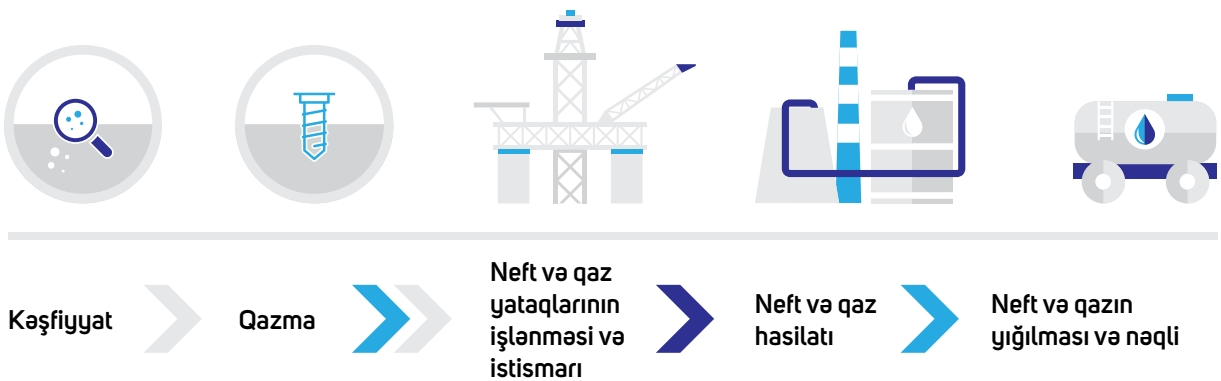 Kəşfiyyat
Qazma
Neft və qaz
yataqlarının
işlənməsi və
istismarı
Neft və qaz
hasilatı
Neft və qazın
yığılması və nəqli